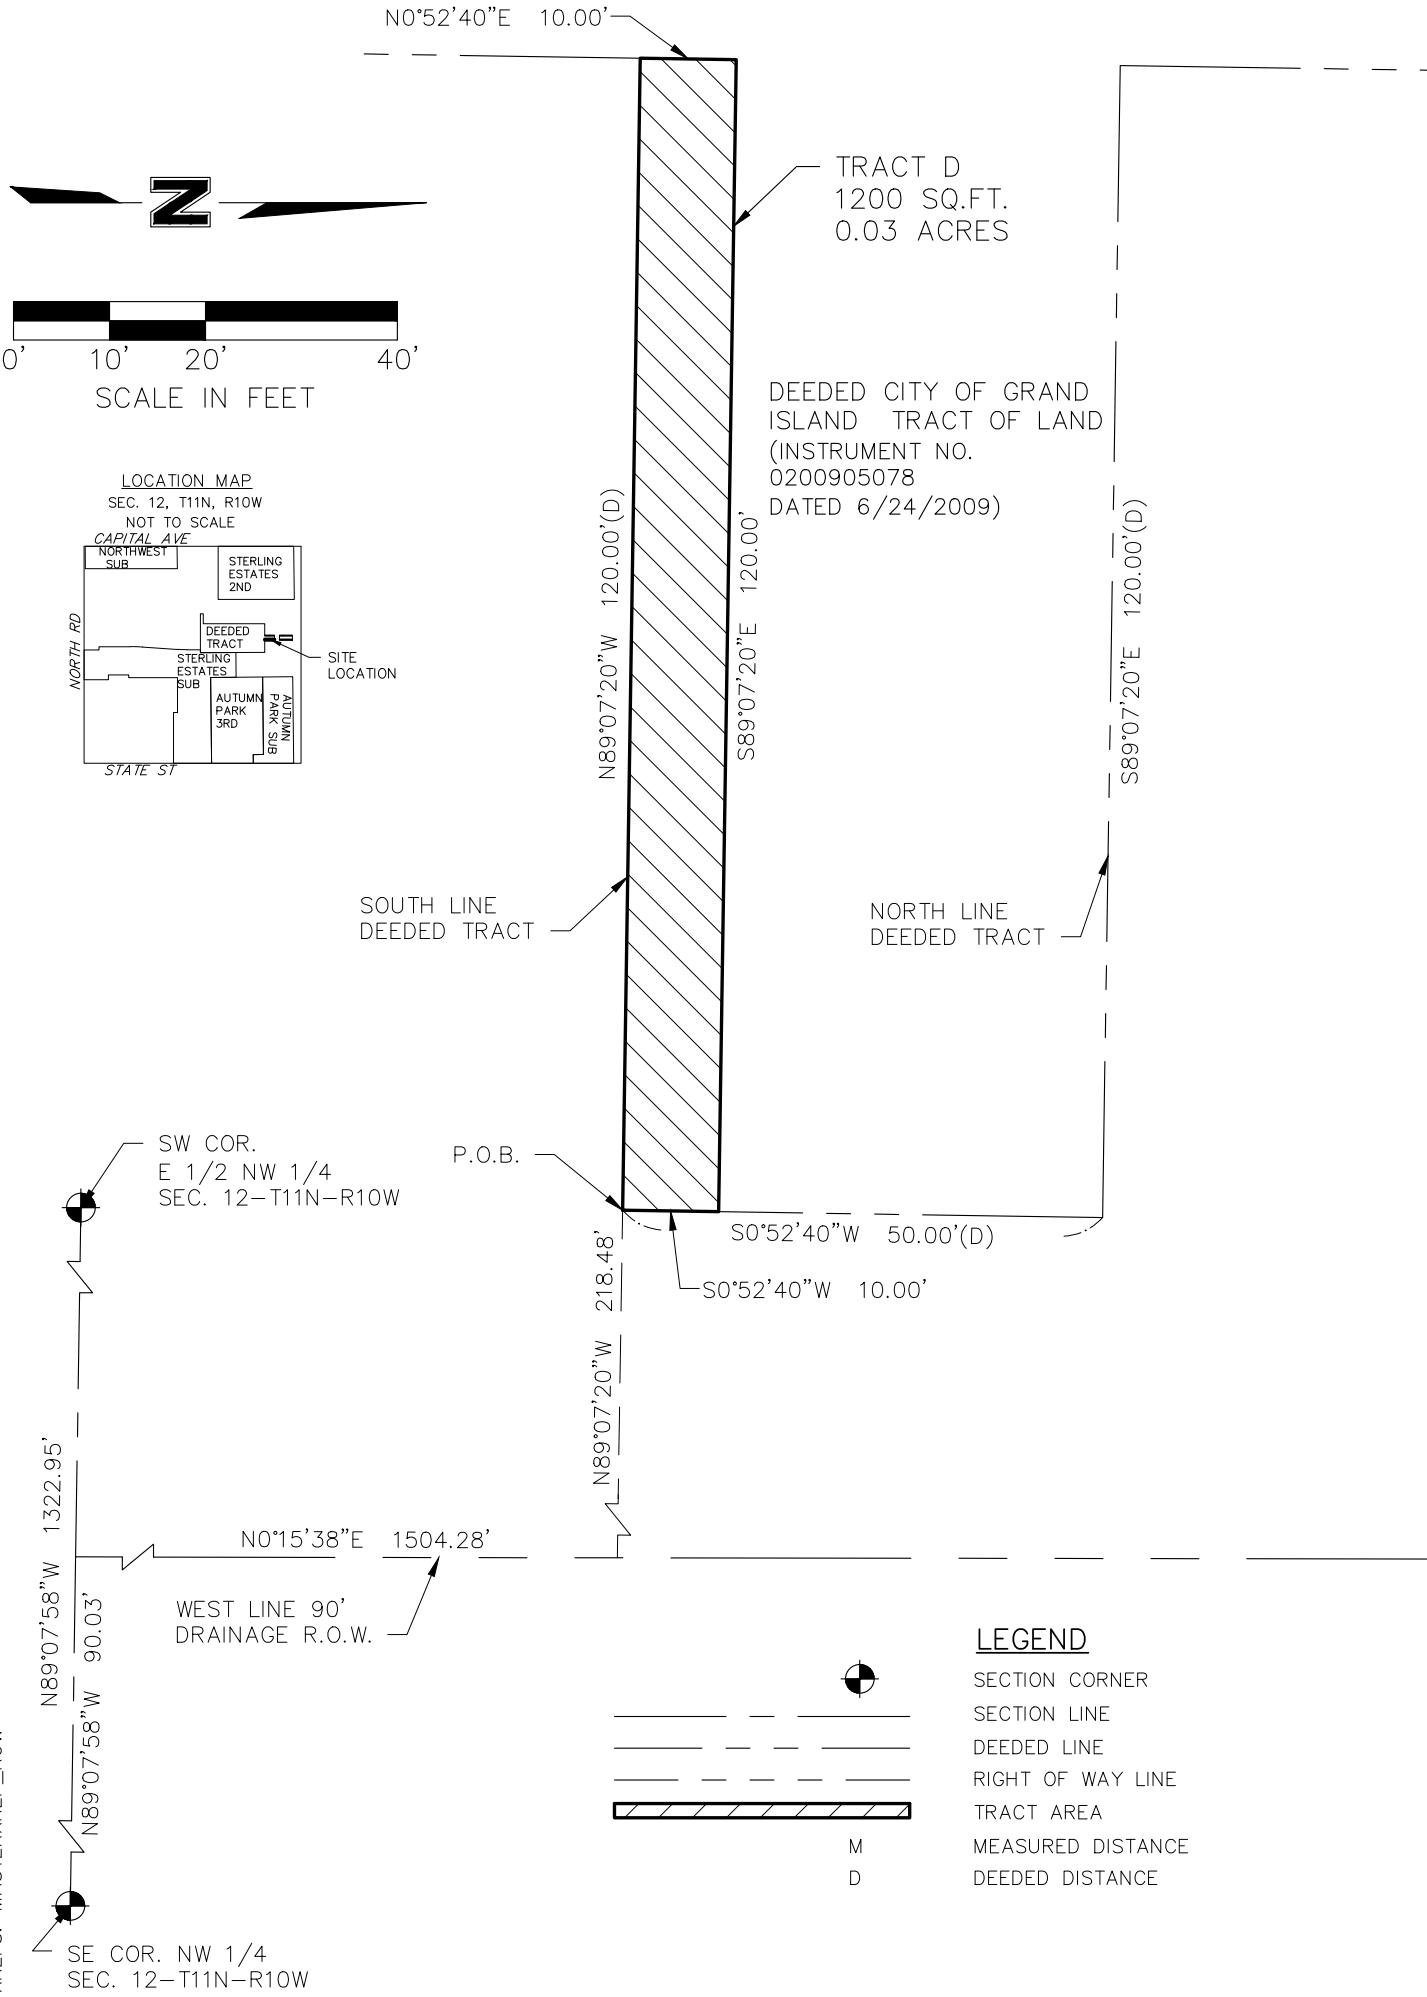 N0°52'40"E 10.00'
TRACT D
1200 SQ.FT.
0.03 ACRES
N
0' 10' 20' 40'
SCALE IN FEET
DEEDED CITY OF GRAND
ISLAND TRACT OF LAND
(INSTRUMENT NO.
0200905078
DATED 6/24/2009)
LOCATION MAP
SEC. 12, T11N, R10W
NOT TO SCALE
CAPITAL AVE
NORTHWEST
SUB
STERLING
ESTATES
2ND
NORTH RD
DEEDED
TRACT
STERLING
ESTATES
SUB
SITE
LOCATION
AUTUMN
PARK
3RD
AUTUMN
PARK SUB
STATE ST
N89°07'20"W 120.00'(D)
S89°07'20"E 120.00'
S89°07'20"E 120.00'(D)
SOUTH LINE
DEEDED TRACT
NORTH LINE
DEEDED TRACT
SW COR.
E 1/2 NW 1/4
SEC. 12-T11N-R10W
P.O.B.
S0°52'40"W 50.00'(D)
S0°52'40"W 10.00'
N89°07'20"W 218.48'
N89°07'58"W 1322.95'
N0°15'38"E 1504.28'
WEST LINE 90'
DRAINAGE R.O.W.
N89°07'58"W 90.03'
LEGEND
SECTION CORNER
SECTION LINE
DEEDED LINE
RIGHT OF WAY LINE
TRACT AREA
M MEASURED DISTANCE
D DEEDED DISTANCE
SE COR. NW 1/4
SEC. 12-T11N-R10W